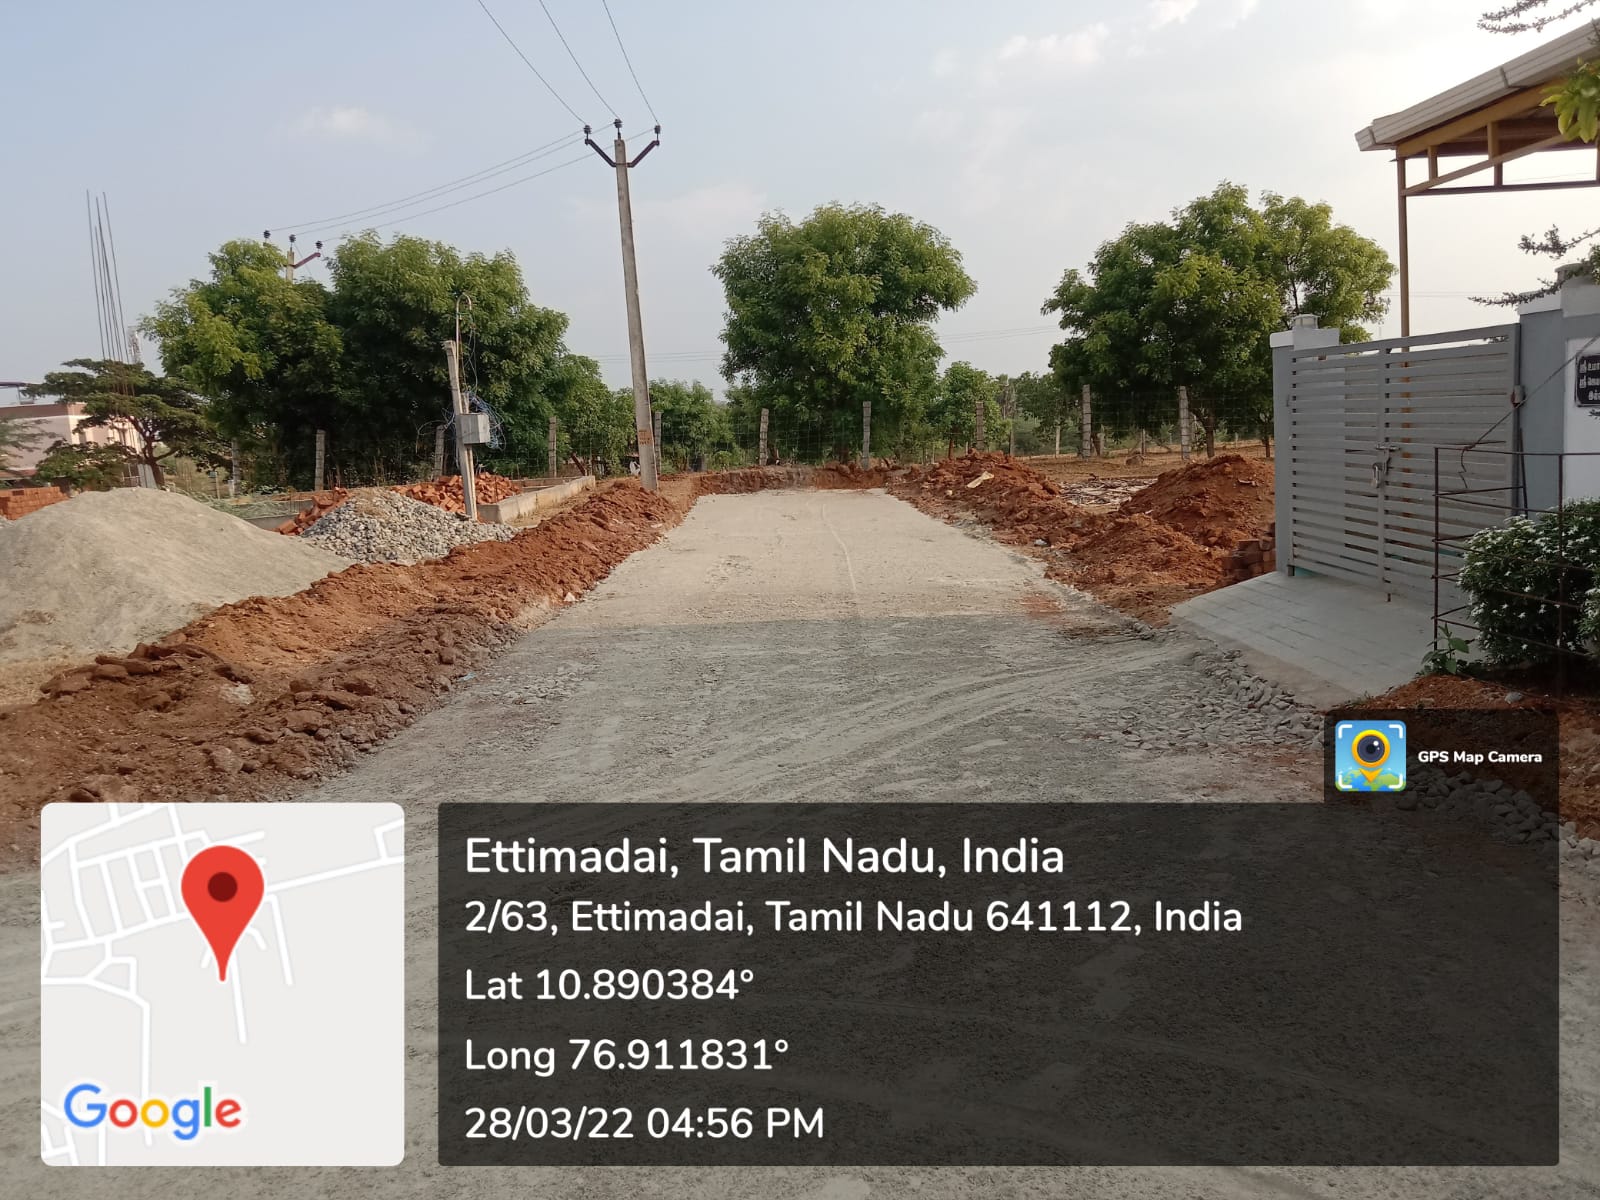 GPS Map Camera
Google
Ettimadai, Tamil Nadu, India
2/63, Ettimadai, Tamil Nadu 641112, India
Lat 10.890384°
Long 76.911831°
28/03/22 04:56 PM